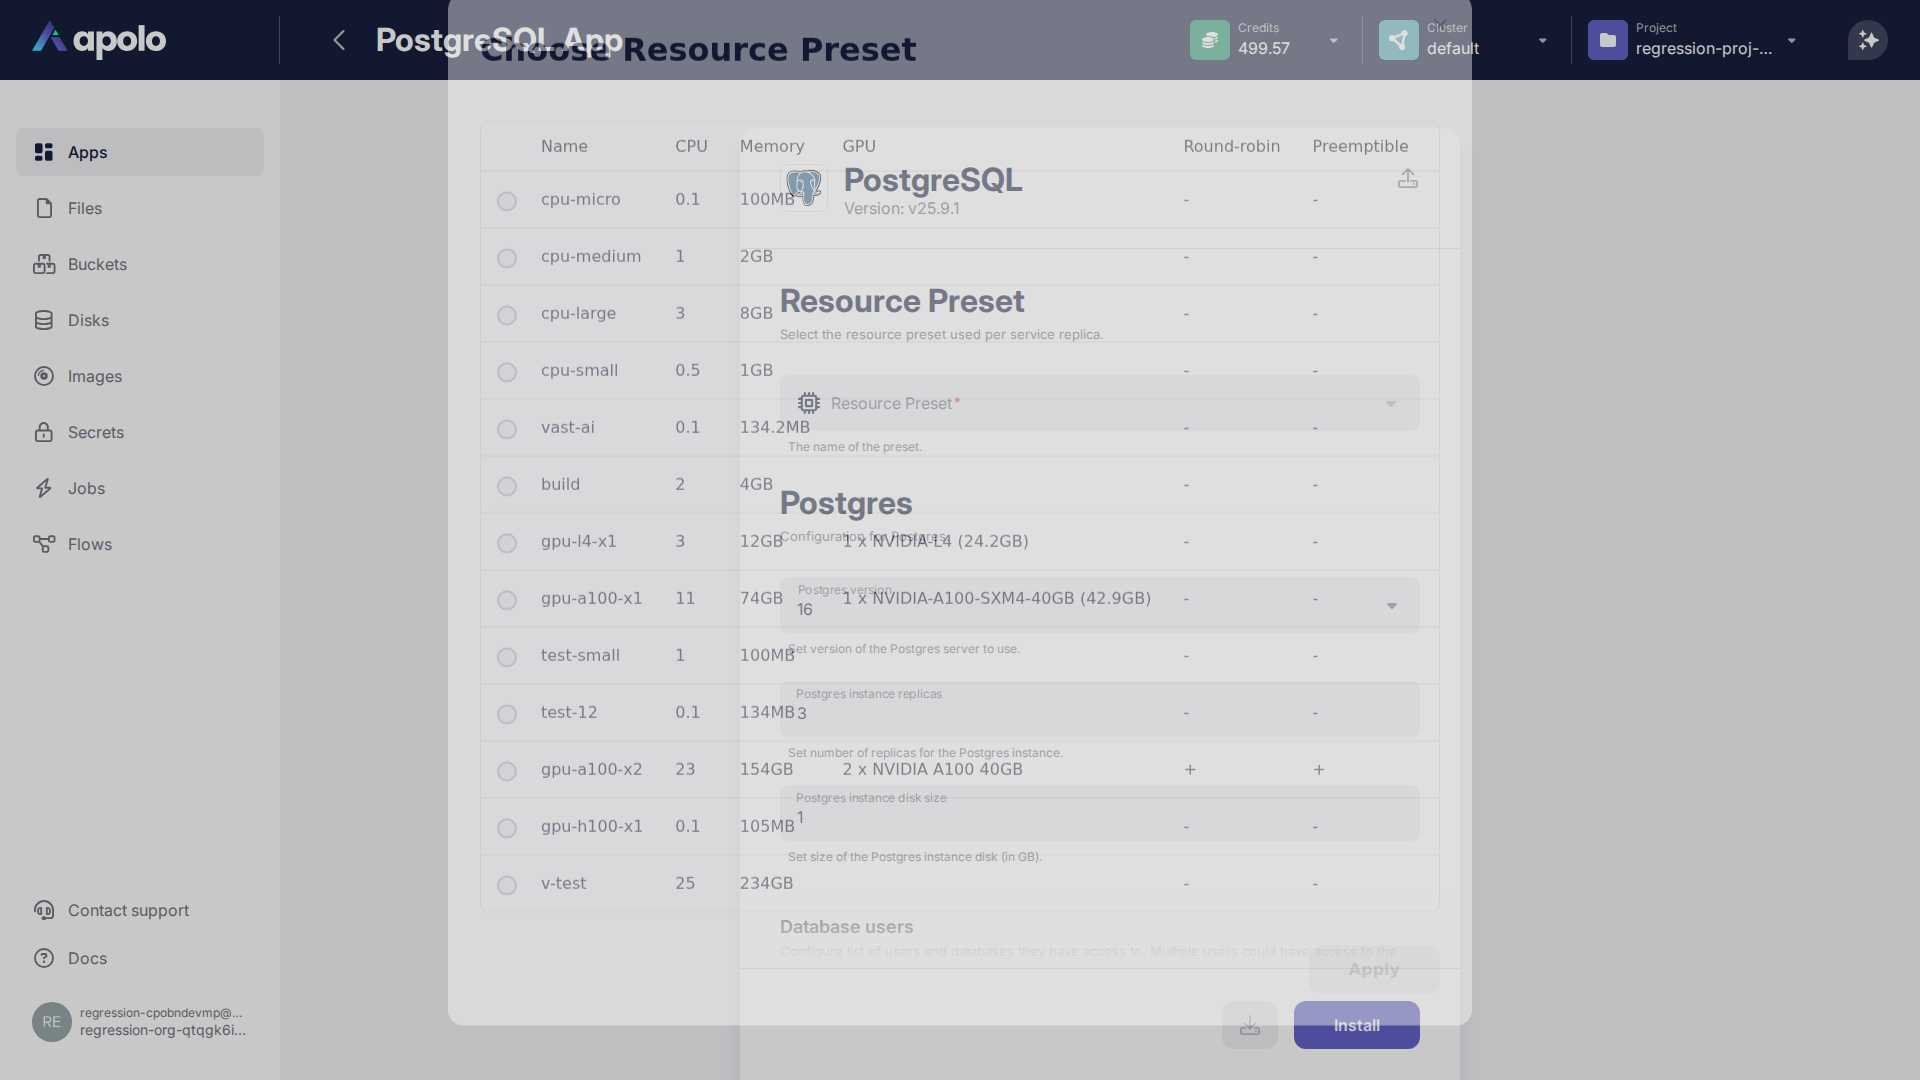 apolo
PostgreSQL App
Choose Resource Preset
Credits
499.57
Cluster
default
Project
regression-proj-...
Apps
Files
Buckets
Disks
Images
Secrets
Jobs
Flows
Contact support
Docs
RE
regression-cpobndevmp@...
regression-org-qtqgk6i...
Name CPU Memory GPU Round-robin Preemptible
cpu-micro 0.1 100MB - -
cpu-medium 1 2GB - -
cpu-large 3 8GB - -
cpu-small 0.5 1GB - -
vast-ai 0.1 134.2MB - -
build 2 4GB - -
gpu-l4-x1 3 12GB 1 x NVIDIA-L4 (24.2GB) - -
gpu-a100-x1 11 74GB 1 x NVIDIA-A100-SXM4-40GB (42.9GB) - -
test-small 1 100MB - -
test-12 0.1 134MB - -
gpu-a100-x2 23 154GB 2 x NVIDIA A100 40GB + +
gpu-h100-x1 0.1 105MB - -
v-test 25 234GB - -
Apply
PostgreSQL
Version: v25.9.1
Resource Preset
Select the resource preset used per service replica.
Resource Preset*
The name of the preset.
Postgres
Configuration for Postgres.
Postgres version
16
Set version of the Postgres server to use.
Postgres instance replicas
3
Set number of replicas for the Postgres instance.
Postgres instance disk size
1
Set size of the Postgres instance disk (in GB).
Database users
Configure list of users and databases they have access to. Multiple users could have access to the
Install